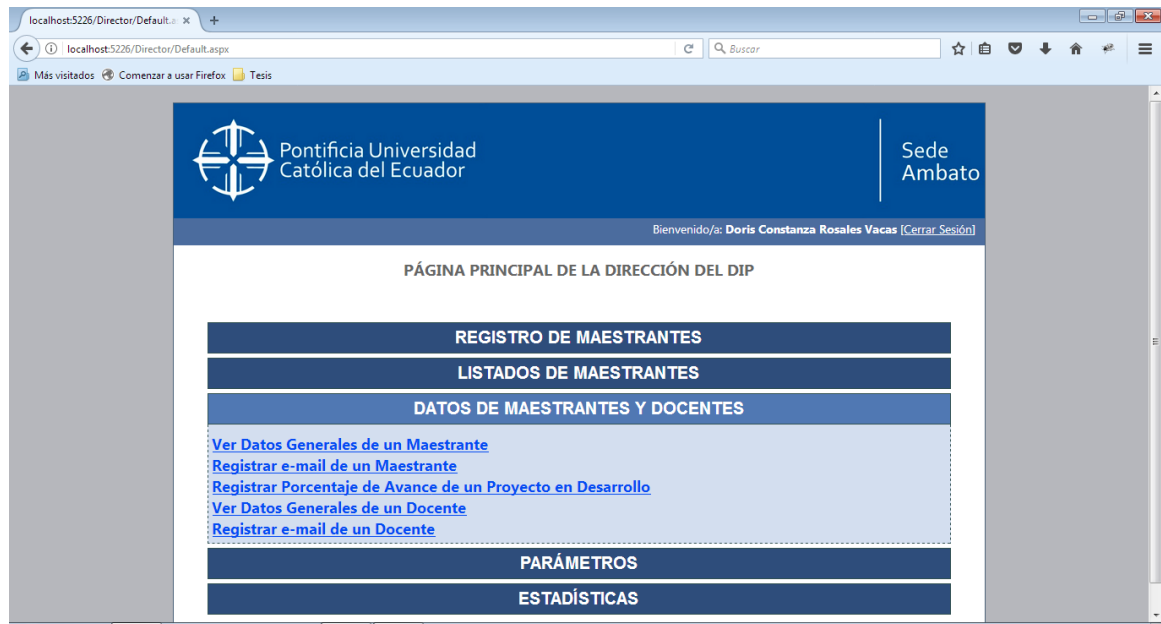 localhost:5226/Director/Default.a
localhost:5226/Director/Default.aspx
Buscar
Más visitados
Comenzar a usar Firefox
Tesis
Pontificia Universidad
Católica del Ecuador
Sede
Ambato
Bienvenido/a: Doris Constanza Rosales Vacas [Cerrar Sesión]
PÁGINA PRINCIPAL DE LA DIRECCIÓN DEL DIP
REGISTRO DE MAESTRANTES
LISTADOS DE MAESTRANTES
DATOS DE MAESTRANTES Y DOCENTES
Ver Datos Generales de un Maestrante
Registrar e-mail de un Maestrante
Registrar Porcentaje de Avance de un Proyecto en Desarrollo
Ver Datos Generales de un Docente
Registrar e-mail de un Docente
PARÁMETROS
ESTADÍSTICAS